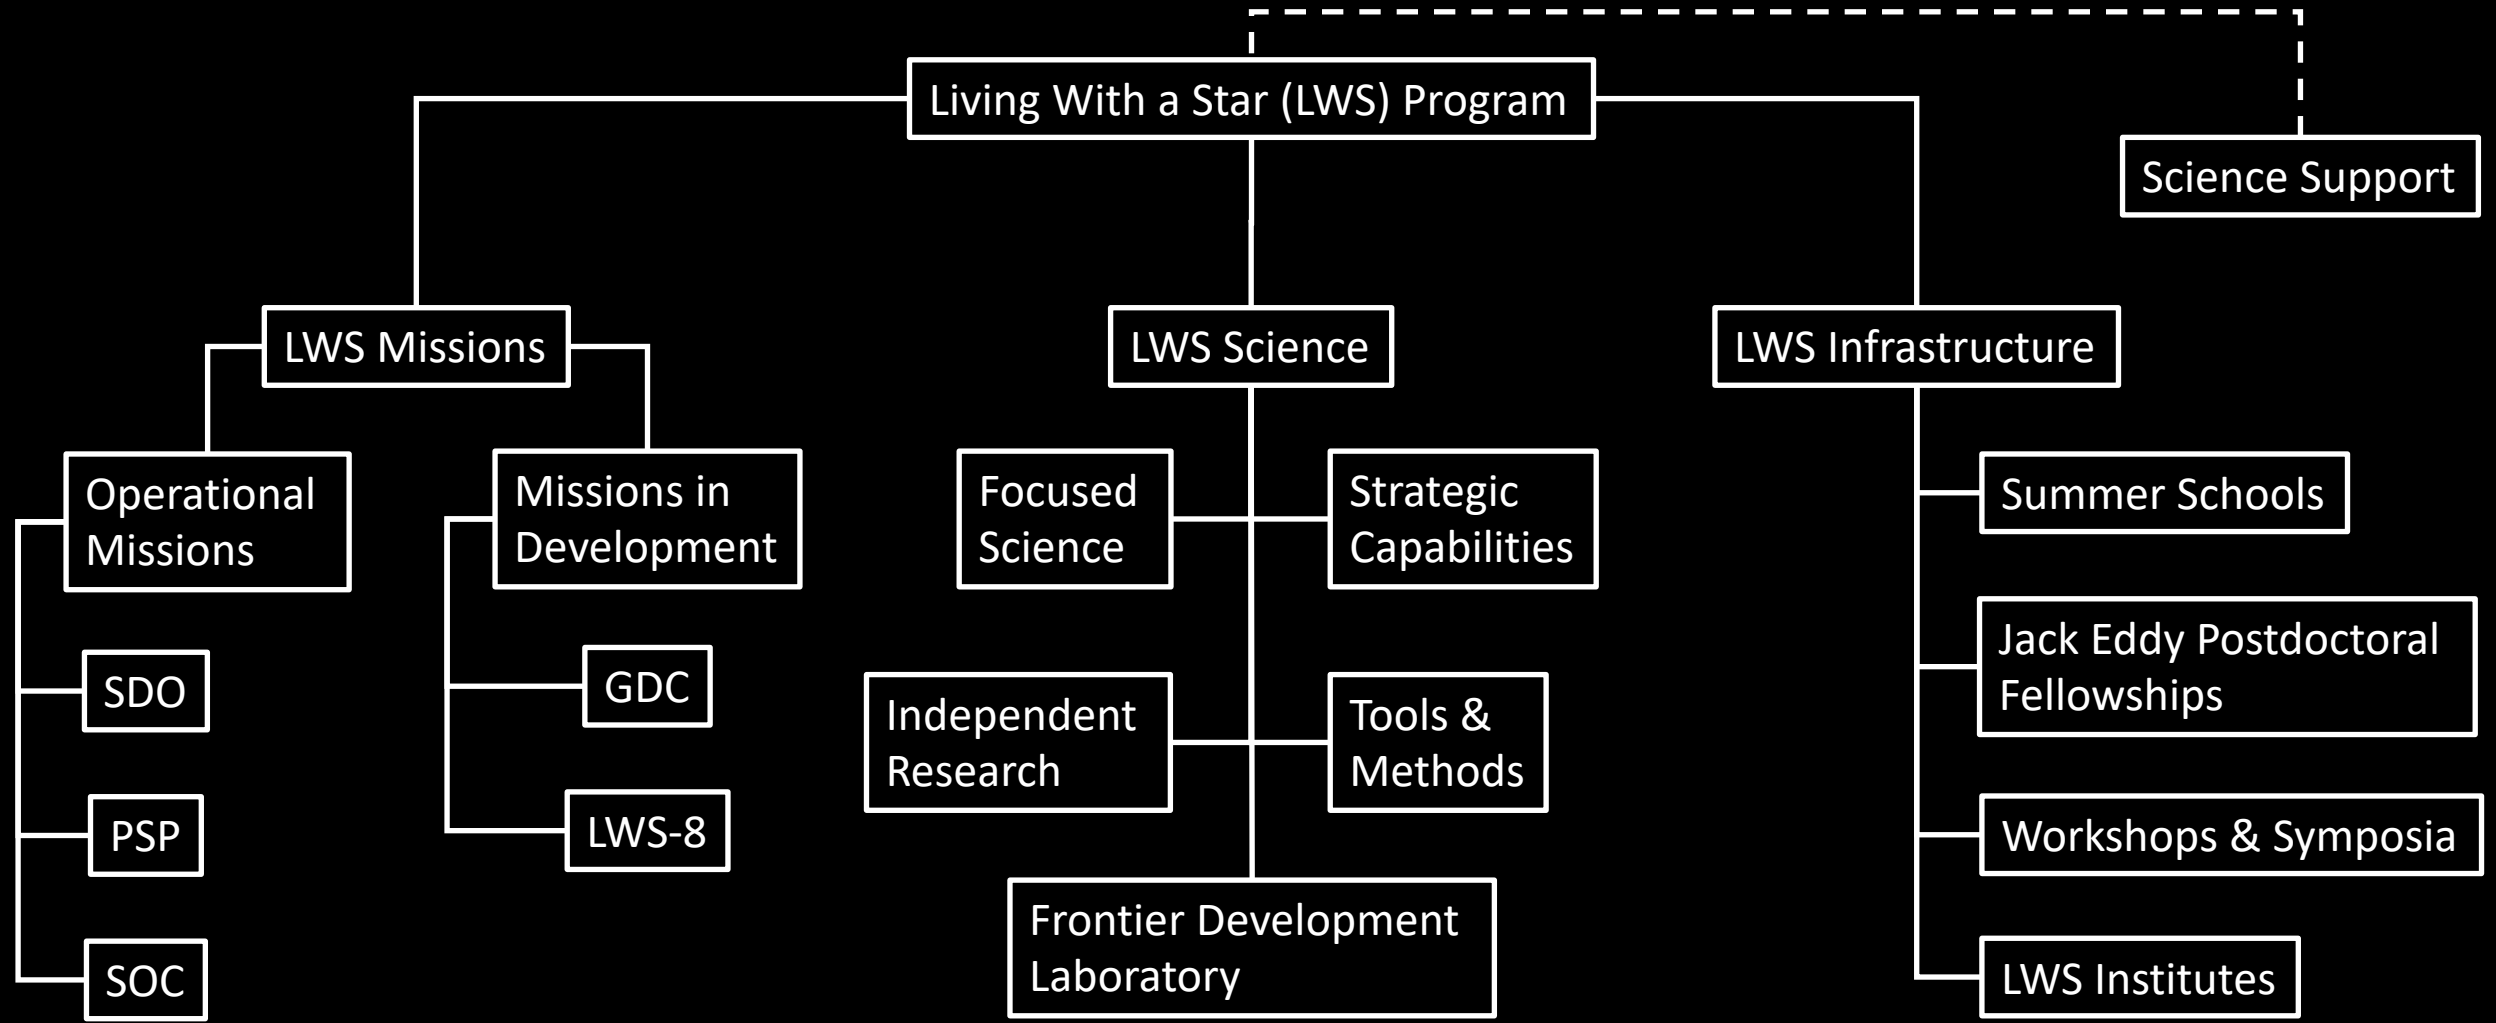 Living With a Star (LWS) Program
Science Support
LWS Missions
LWS Science
LWS Infrastructure
Operational
Missions
Missions in
Development
Focused
Science
Strategic
Capabilities
Summer Schools
SDO
GDC
Independent
Research
Tools &
Methods
Jack Eddy Postdoctoral
Fellowships
PSP
LWS-8
Workshops & Symposia
SOC
Frontier Development
Laboratory
LWS Institutes